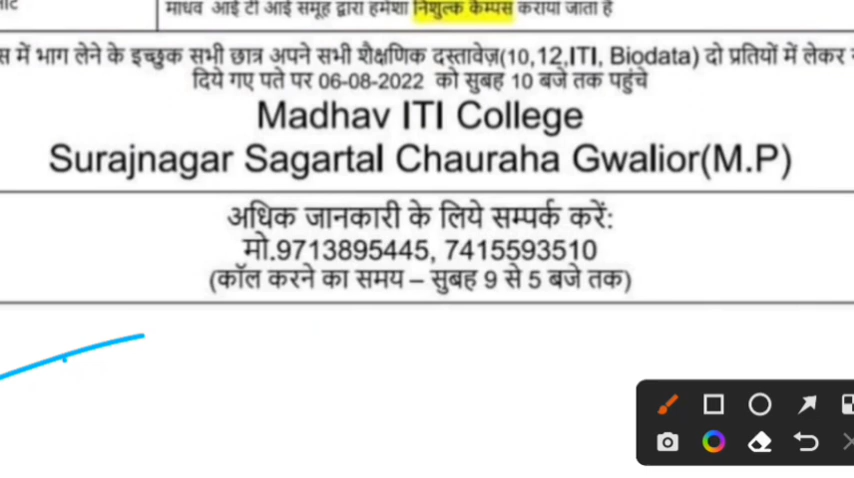 माधव आई टी आई समूह द्वारा हमेशा निशुल्क कैम्पस कराया जाता है
में भाग लेने के इच्छुक सभी छात्र अपने सभी शैक्षणिक दस्तावेज़(10,12,ITI, Biodata) दो प्रतियों में लेकर
दिये गए पते पर 06-08-2022 को सुबह 10 बजे तक पहुंचे
Madhav ITI College
Surajnagar Sagartal Chauraha Gwalior(M.P)
अधिक जानकारी के लिये सम्पर्क करें:
मो.9713895445, 7415593510
(कॉल करने का समय – सुबह 9 से 5 बजे तक)